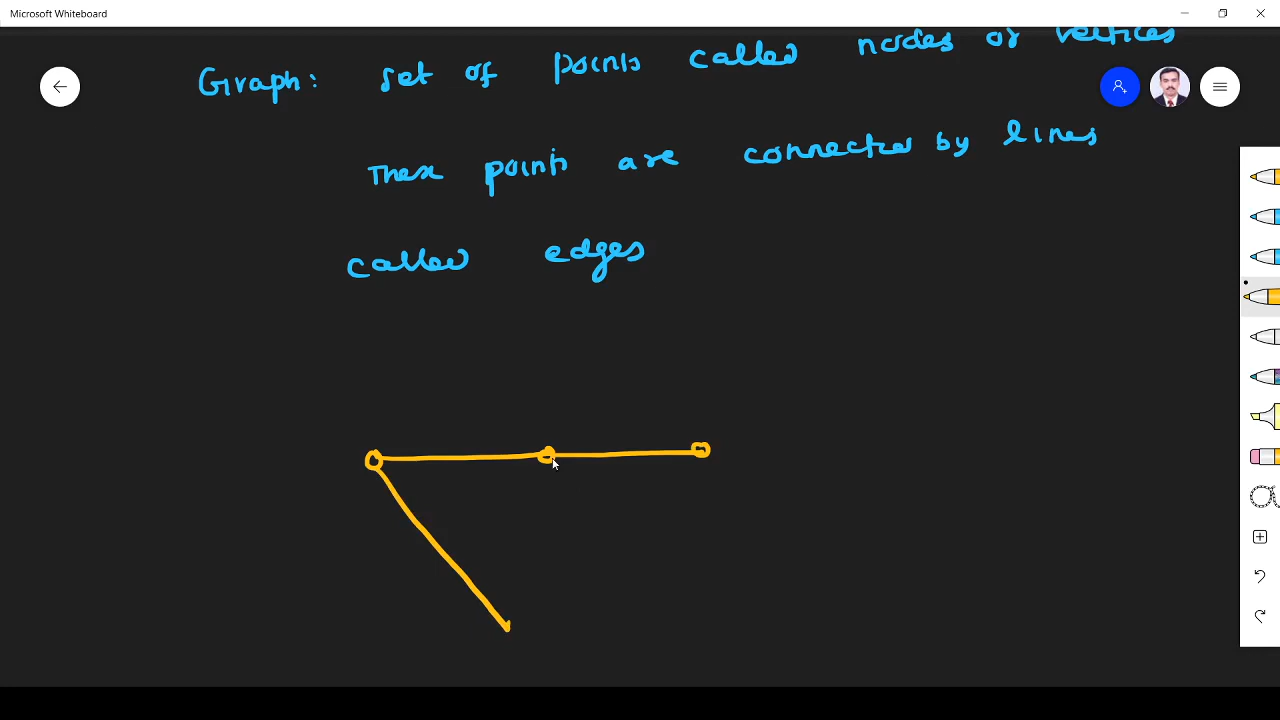 Microsoft Whiteboard
Graph: set of points called nodes or vertices
These points are connected by lines
called edges